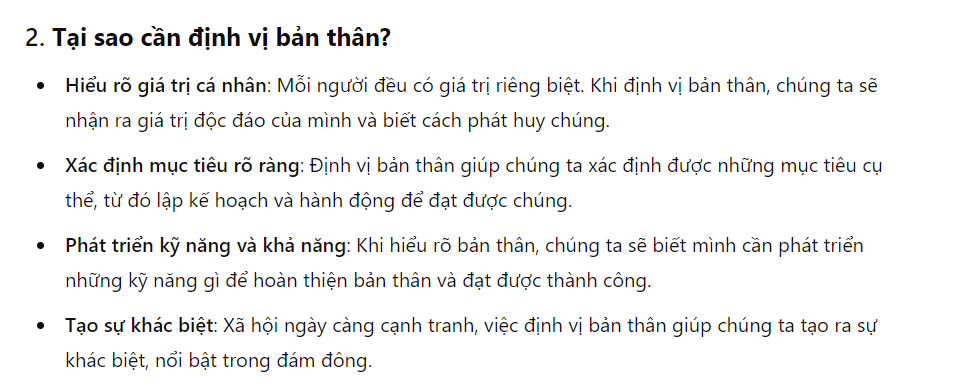 2. Tại sao cần định vị bản thân?
• Hiểu rõ giá trị cá nhân: Mỗi người đều có giá trị riêng biệt. Khi định vị bản thân, chúng ta sẽ
nhận ra giá trị độc đáo của mình và biết cách phát huy chúng.
• Xác định mục tiêu rõ ràng: Định vị bản thân giúp chúng ta xác định được những mục tiêu cụ
thể, từ đó lập kế hoạch và hành động để đạt được chúng.
• Phát triển kỹ năng và khả năng: Khi hiểu rõ bản thân, chúng ta sẽ biết mình cần phát triển
những kỹ năng gì để hoàn thiện bản thân và đạt được thành công.
• Tạo sự khác biệt: Xã hội ngày càng cạnh tranh, việc định vị bản thân giúp chúng ta tạo ra sự
khác biệt, nổi bật trong đám đông.